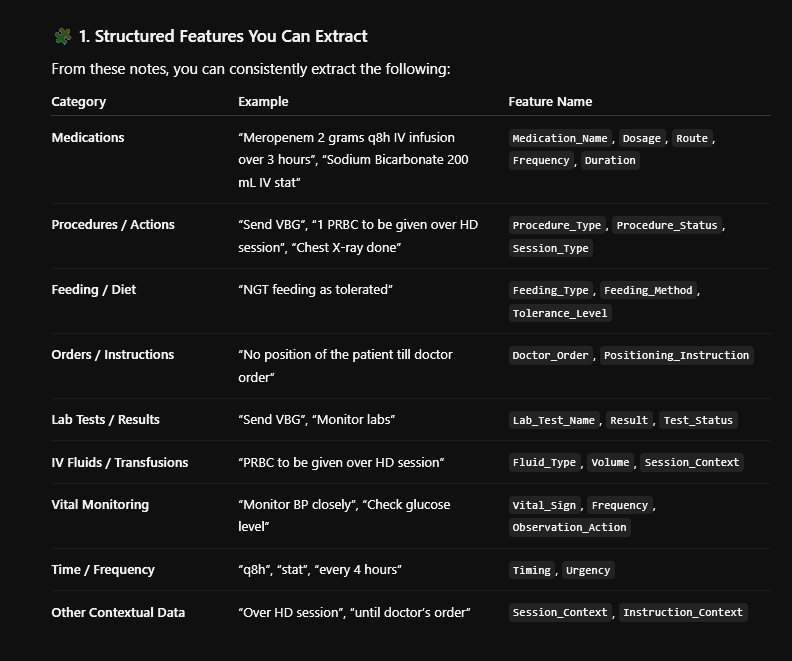 🧩 1. Structured Features You Can Extract
From these notes, you can consistently extract the following:
Category Example Feature Name
Medications “Meropenem 2 grams q8h IV infusion Medication_Name , Dosage , Route ,
over 3 hours”, “Sodium Bicarbonate 200 Frequency , Duration
mL IV stat”
Procedures / Actions “Send VBG”, “1 PRBC to be given over HD Procedure_Type , Procedure_Status ,
session”, “Chest X-ray done” Session_Type
Feeding / Diet “NGT feeding as tolerated” Feeding_Type , Feeding_Method ,
Tolerance_Level
Orders / Instructions “No position of the patient till doctor Doctor_Order , Positioning_Instruction
order”
Lab Tests / Results “Send VBG”, “Monitor labs” Lab_Test_Name , Result , Test_Status
IV Fluids / Transfusions “PRBC to be given over HD session” Fluid_Type , Volume , Session_Context
Vital Monitoring “Monitor BP closely”, “Check glucose Vital_Sign , Frequency ,
level” Observation_Action
Time / Frequency “q8h”, “stat”, “every 4 hours” Timing , Urgency
Other Contextual Data “Over HD session”, “until doctor’s order” Session_Context , Instruction_Context